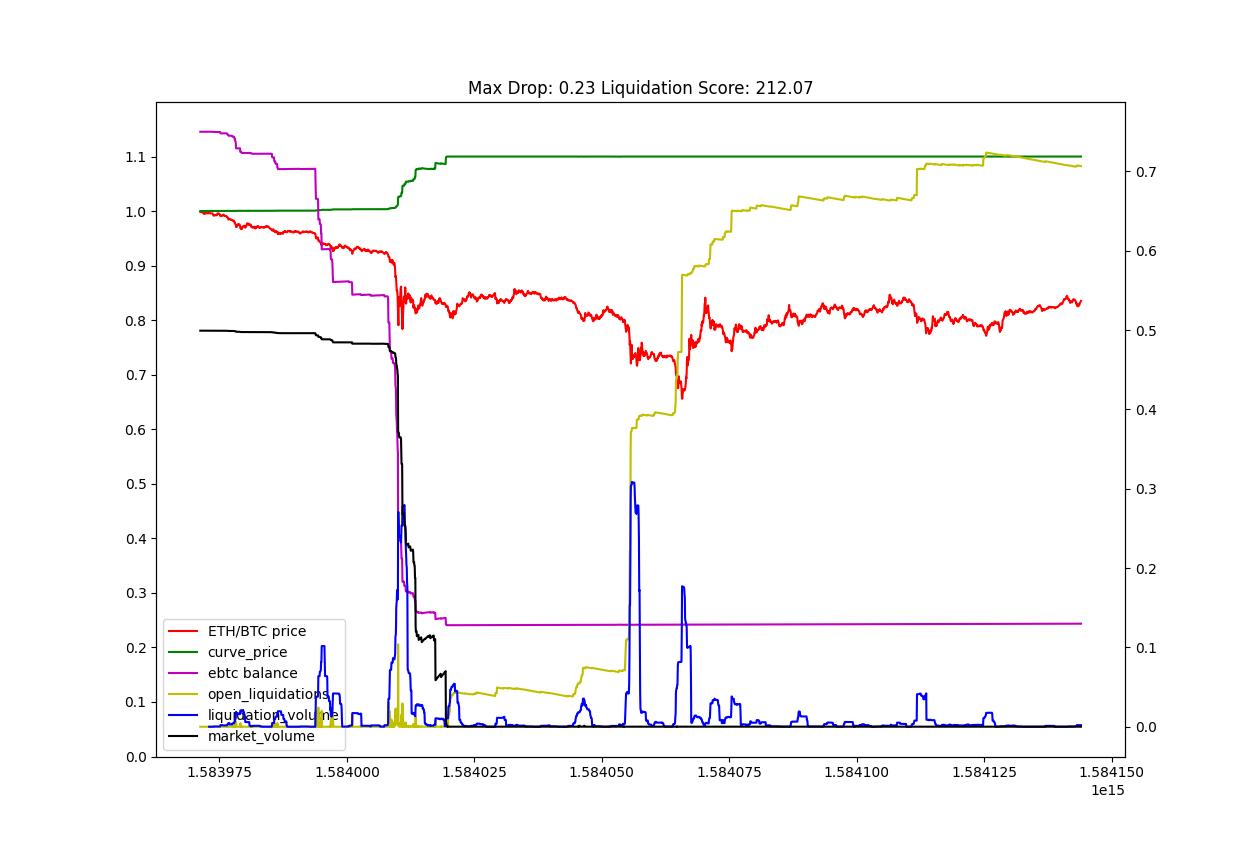 Max Drop: 0.23 Liquidation Score: 212.07
1.1
1.0
0.9
0.8
0.7
0.6
0.5
0.4
0.3
0.2
0.1
0.0
0.7
0.6
0.5
0.4
0.3
0.2
0.1
0.0
ETH/BTC price
curve_price
ebtc balance
open_liquidations
liquidation_volume
market_volume
1.583975 1.584000 1.584025 1.584050 1.584075 1.584100 1.584125 1.584150
1e15